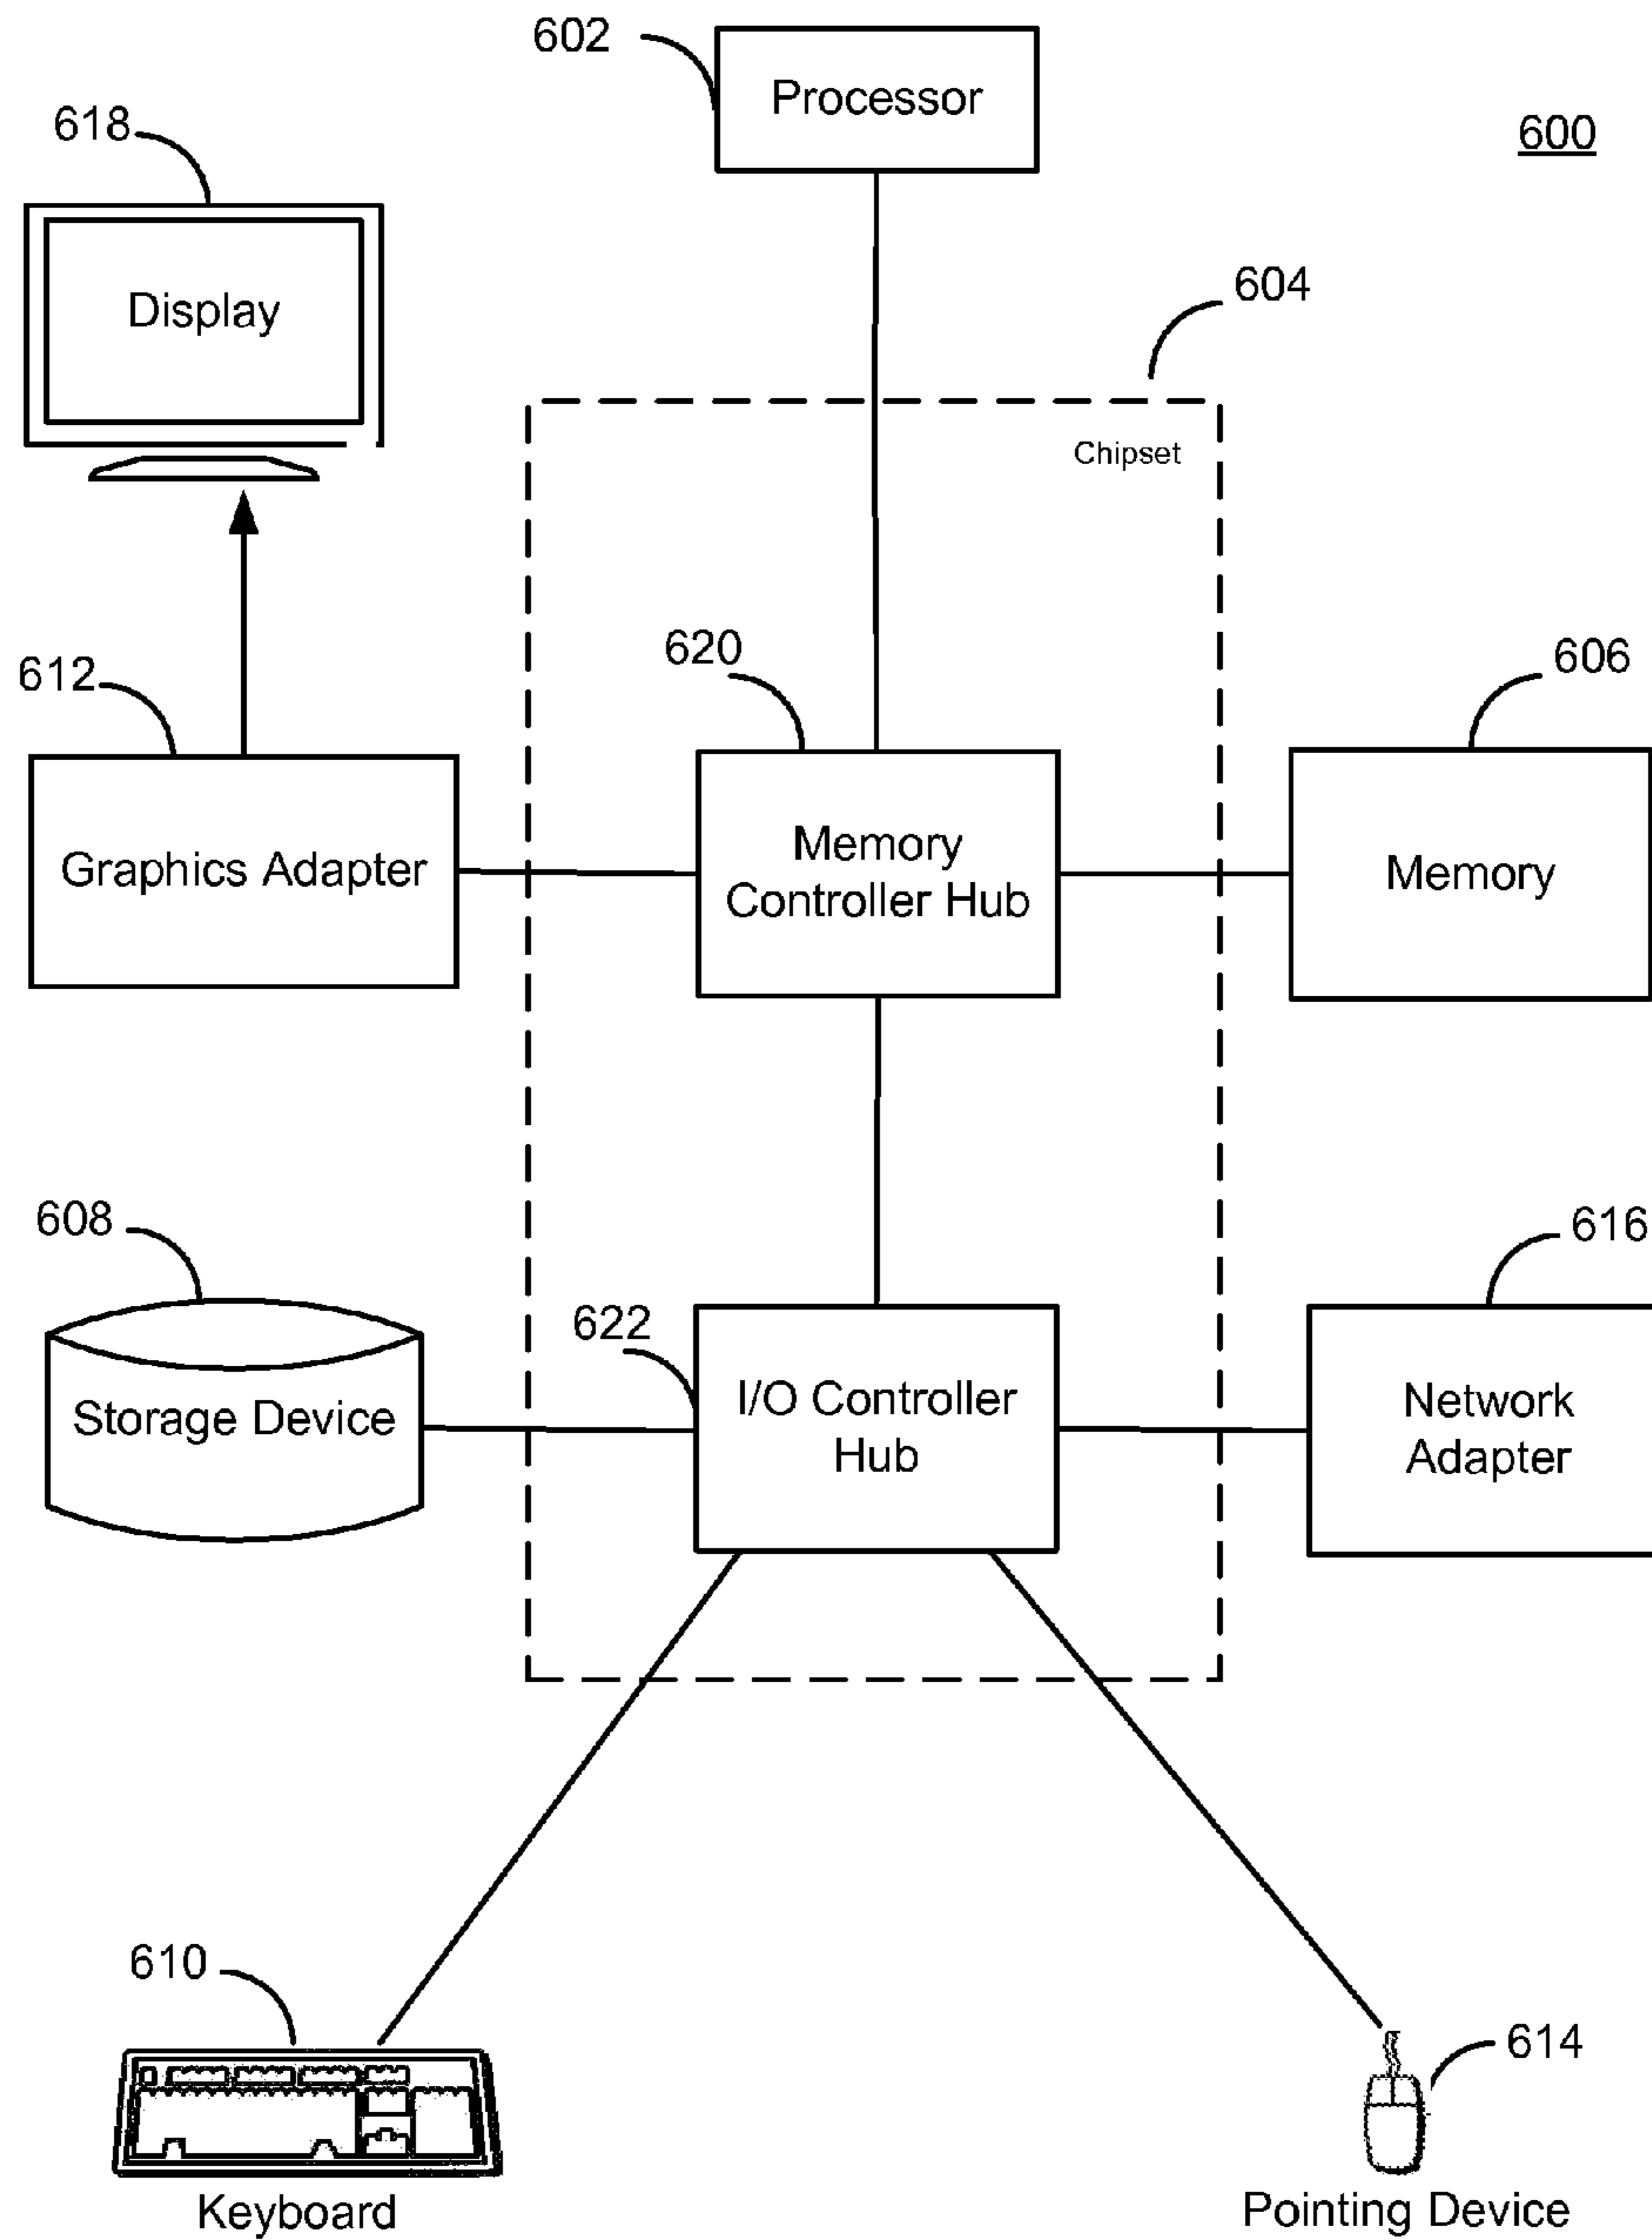 602
Processor
600
618
Display
604
Chipset
620
606
612
Memory
Controller Hub
Graphics Adapter
Memory
608
616
622
I/O Controller
Hub
Storage Device
Network
Adapter
610
614
Keyboard
Pointing Device